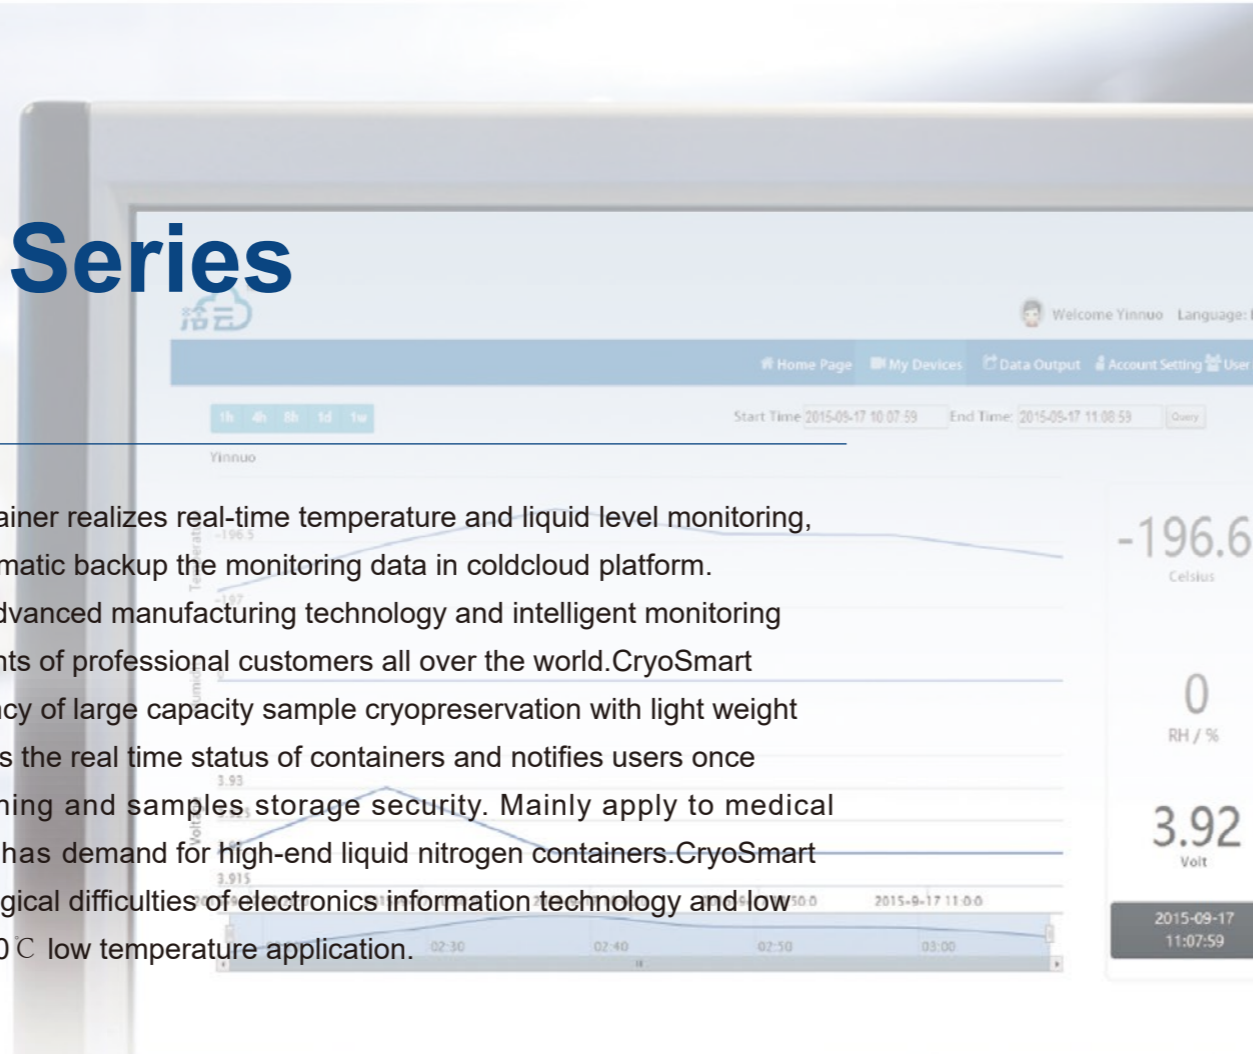 Series
冷云
Welcome Yinnuo Language:
Home Page My Devices Data Output Account Setting User
1h 4h 8h 1d 1w
Start Time 2015-09-17 10:07:59 End Time: 2015-09-17 11:08:59 Query
Yinnuo
ainer realizes real-time temperature and liquid level monitoring,
-196.5
matic backup the monitoring data in coldcloud platform.
-197
dvanced manufacturing technology and intelligent monitoring
nts of professional customers all over the world.CryoSmart
ncy of large capacity sample cryopreservation with light weight
s the real time status of containers and notifies users once
3.93
ning and samples storage security. Mainly apply to medical
has demand for high-end liquid nitrogen containers.CryoSmart
3.915
gical difficulties of electronics information technology and low
2015-9-17 11:0:0
0℃ low temperature application.
02:30 02:40 02:50 03:00
-196.6
Celsius
0
RH / %
3.92
Volt
2015-09-17
11:07:59